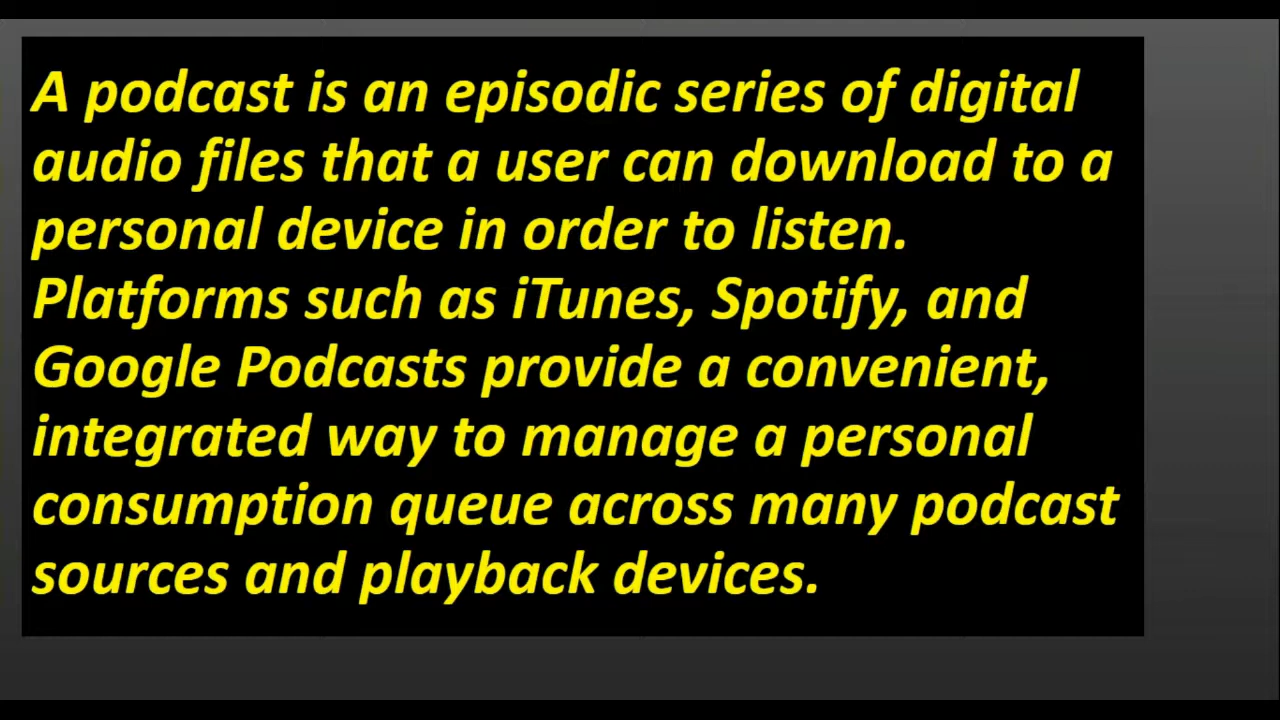 A podcast is an episodic series of digital
audio files that a user can download to a
personal device in order to listen.
Platforms such as iTunes, Spotify, and
Google Podcasts provide a convenient,
integrated way to manage a personal
consumption queue across many podcast
sources and playback devices.